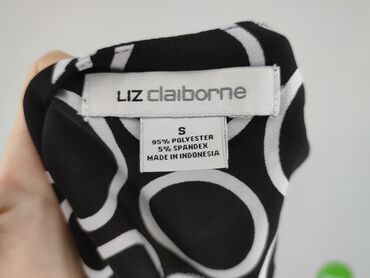 LIZ claiborne
S
95% POLYESTER
5% SPANDEX
MADE IN INDONESIA